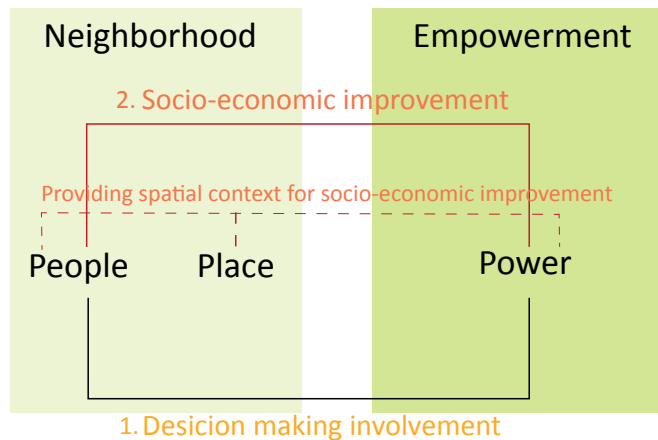 Neighborhood
Empowerment
2. Socio-economic improvement
Providing spatial context for socio-economic improvement
People
Place
Power
1. Desicion making involvement